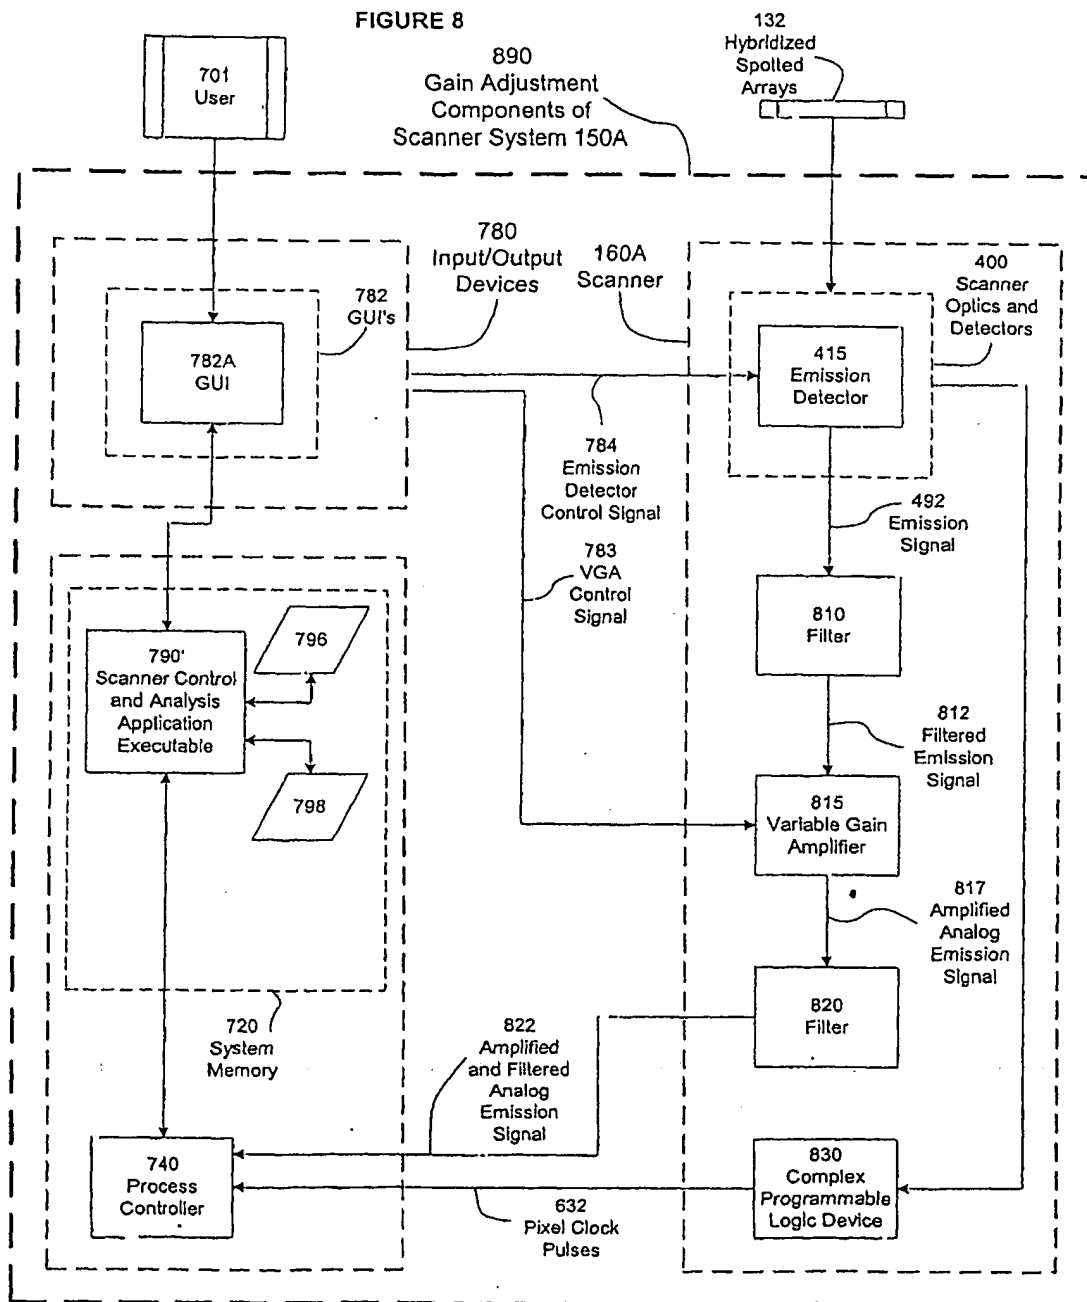 FIGURE 8
701
User
890
Gain Adjustment
Components of
Scanner System 150A
132
Hybridized
Spotted
Arrays
780
Input/Output
Devices
160A
Scanner
400
Scanner
Optics and
Detectors
782
GUI's
782A
GUI
415
Emission
Detector
784
Emission
Detector
Control Signal
492
Emission
Signal
783
VGA
Control
Signal
810
Filter
790'
Scanner Control
and Analysis
Application
Executable
796
798
812
Filtered
Emission
Signal
815
Variable Gain
Amplifier
817
Amplified
Analog
Emission
Signal
820
Filter
720
System
Memory
822
Amplified
and Filtered
Analog
Emission
Signal
740
Process
Controller
830
Complex
Programmable
Logic Device
632
Pixel Clock
Pulses